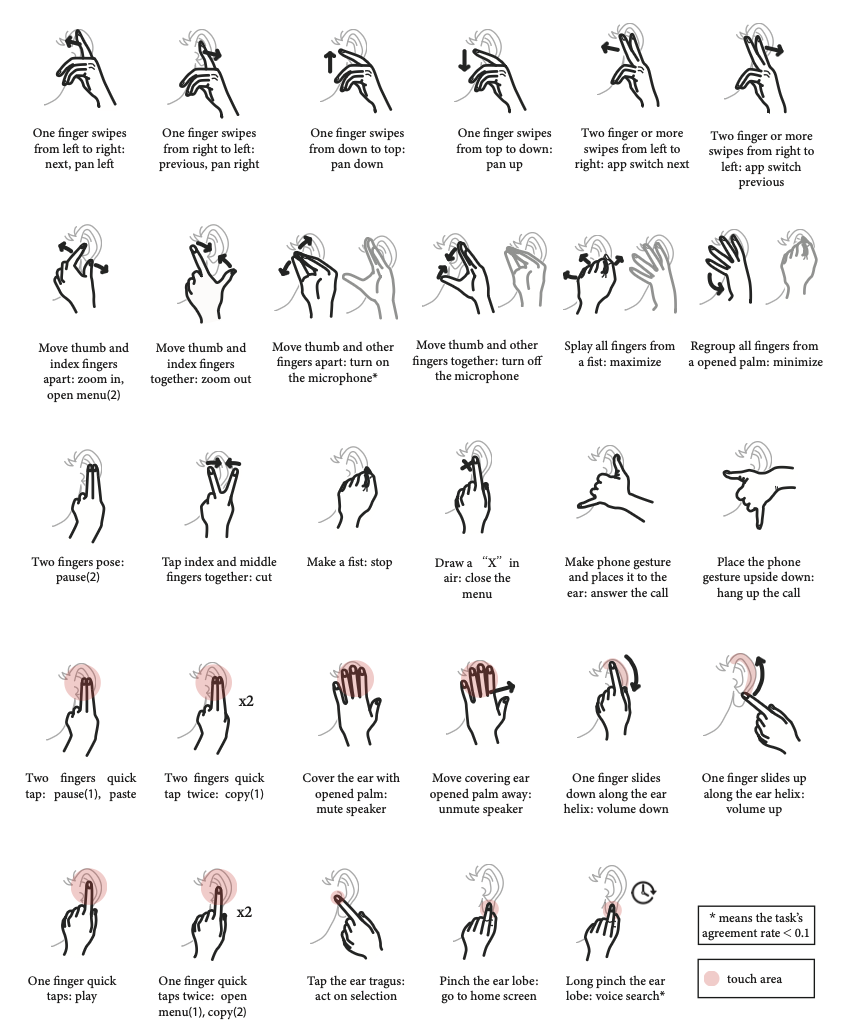 One finger swipes
from left to right:
next, pan left
One finger swipes
from right to left:
previous, pan right
One finger swipes
from down to top:
pan down
One finger swipes
from top to down:
pan up
Two finger or more
swipes from left to
right: app switch next
Two finger or more
swipes from right to
left: app switch
previous
Move thumb and
index fingers
apart: zoom in,
open menu(2)
Move thumb and
index fingers
together: zoom out
Move thumb and other
fingers apart: turn on
the microphone*
Move thumb and other
fingers together: turn off
the microphone
Splay all fingers from
a fist: maximize
Regroup all fingers from
a opened palm: minimize
Two fingers pose:
pause(2)
Tap index and middle
fingers together: cut
Make a fist: stop
Draw a “X” in
air: close the
menu
Make phone gesture
and places it to the
ear: answer the call
Place the phone
gesture upside down:
hang up the call
x2
Two fingers quick
tap: pause(1), paste
Two fingers quick
tap twice: copy(1)
Cover the ear with
opened palm:
mute speaker
Move covering ear
opened palm away:
unmute speaker
One finger slides
down along the ear
helix: volume down
One finger slides up
along the ear helix:
volume up
x2
One finger quick
taps: play
One finger quick
taps twice: open
menu(1), copy(2)
Tap the ear tragus:
act on selection
Pinch the ear lobe:
go to home screen
Long pinch the ear
lobe: voice search*
* means the task's
agreement rate < 0.1
touch area